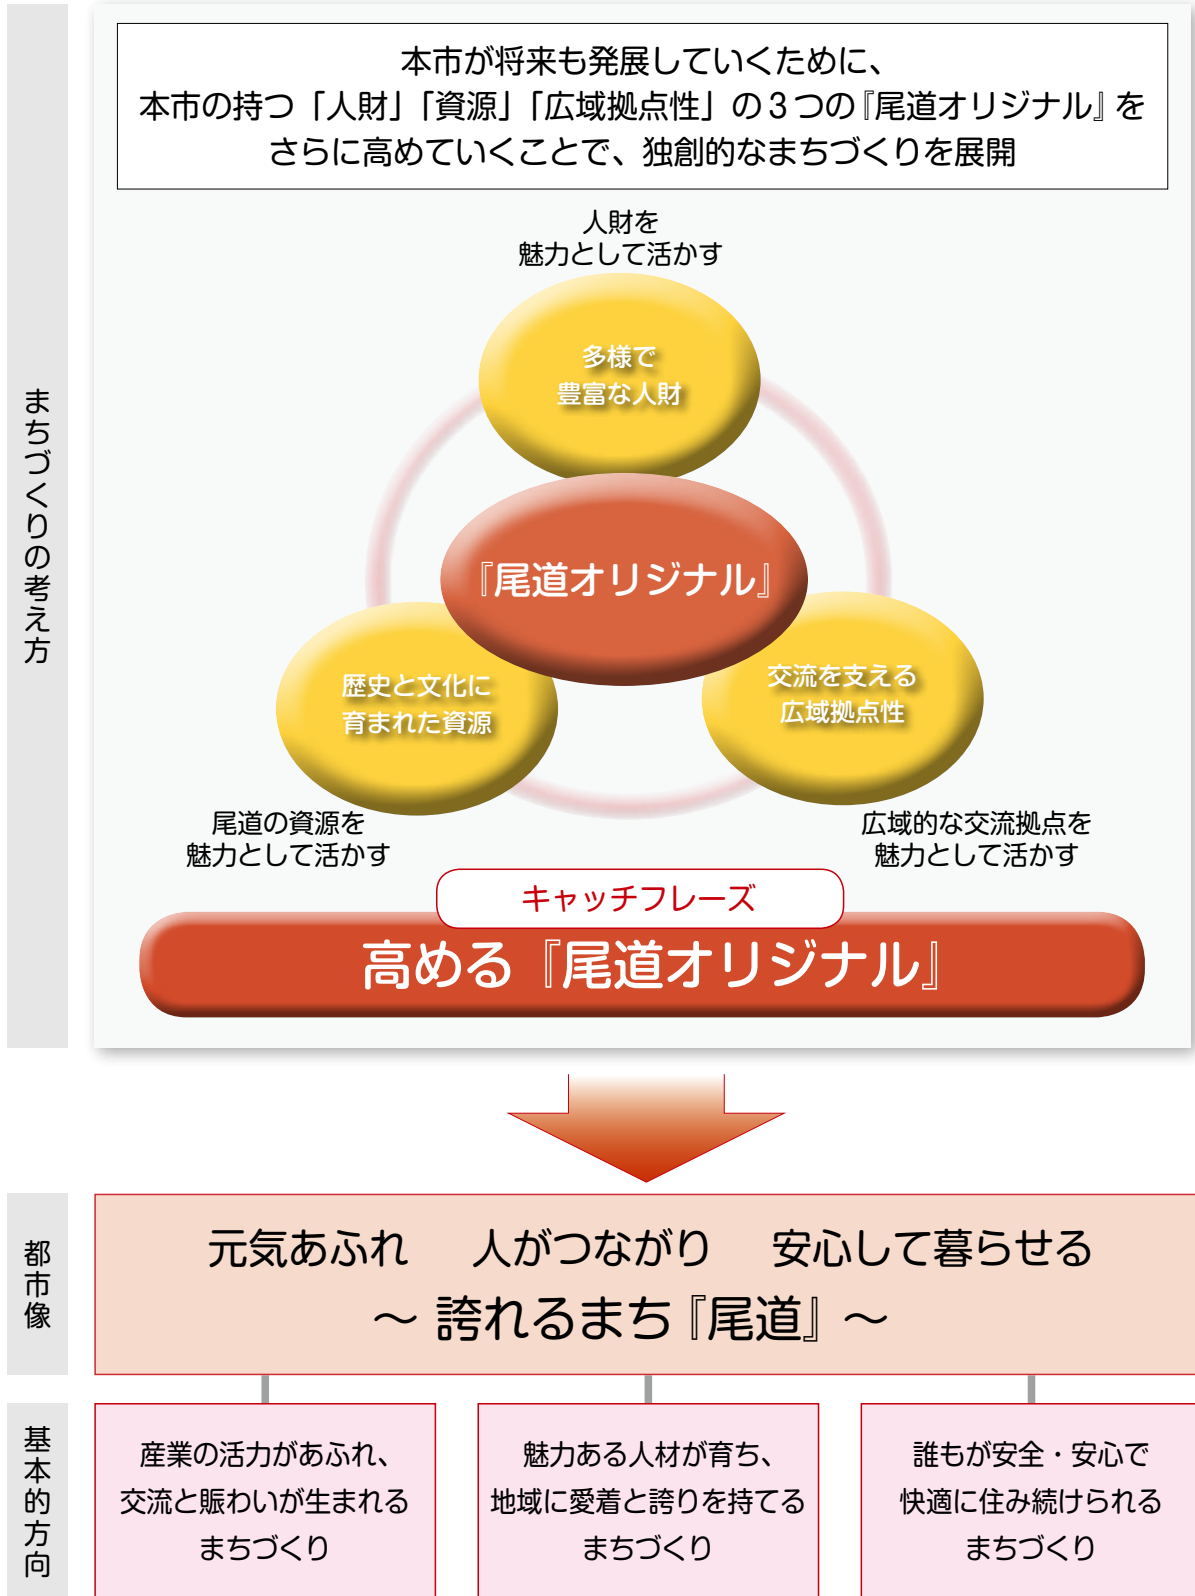 まちづくりの考え方
本市が将来も発展していくために、
本市の持つ「人財」「資源」「広域拠点性」の3つの『尾道オリジナル』を
さらに高めていくことで、独創的なまちづくりを展開
人財を
魅力として活かす
多様で
豊富な人財
『尾道オリジナル』
歴史と文化に
育まれた資源
交流を支える
広域拠点性
尾道の資源を
魅力として活かす
広域的な交流拠点を
魅力として活かす
キャッチフレーズ
高める『尾道オリジナル』
都市像
元気あふれ 人がつながり 安心して暮らせる
～ 誇れるまち『尾道』 ～
基本的方向
産業の活力があふれ、
交流と賑わいが生まれる
まちづくり
魅力ある人材が育ち、
地域に愛着と誇りを持てる
まちづくり
誰もが安全・安心で
快適に住み続けられる
まちづくり